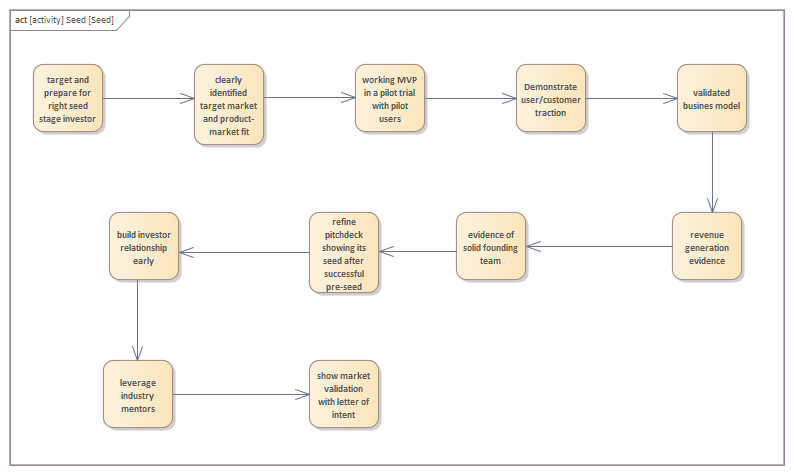 act [activity] Seed [Seed]
target and
prepare for
right seed
stage investor
clearly
identified
target market
and product-
market fit
working MVP
in a pilot trial
with pilot
users
Demonstrate
user/customer
traction
validated
busines model
revenue
generation
evidence
evidence of
solid founding
team
refine
pitchdeck
showing its
seed after
successful
pre-seed
build investor
relationship
early
leverage
industry
mentors
show market
validation
with letter of
intent